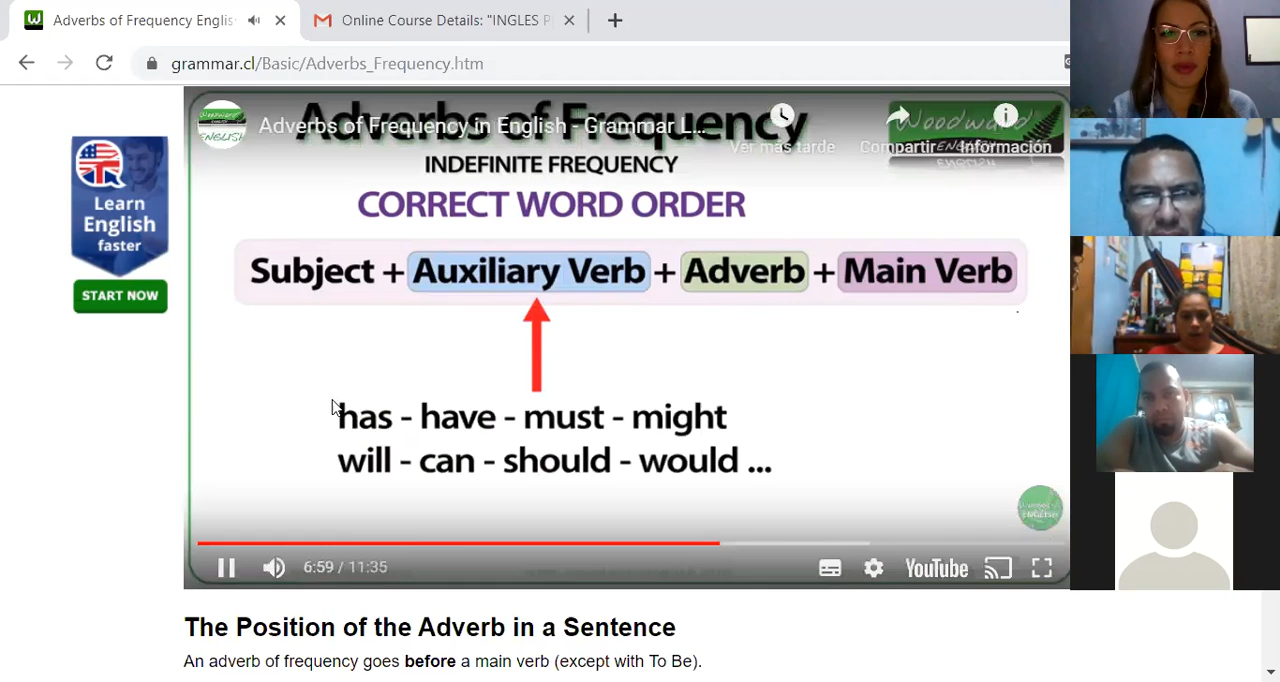 Adverbs of Frequency Englis
Online Course Details: "INGLES P
grammar.cl/Basic/Adverbs_Frequency.htm
Learn
English
faster
START NOW
Adverbs of Frequency
Adverbs of Frequency in English - Grammar L...
Woodward
ENGLISH
Ver más tarde
Compartir
Información
INDEFINITE FREQUENCY
CORRECT WORD ORDER
Subject + Auxiliary Verb + Adverb + Main Verb
has - have - must - might
will - can - should - would ...
6:59 / 11:35
YouTube
The Position of the Adverb in a Sentence
An adverb of frequency goes before a main verb (except with To Be).